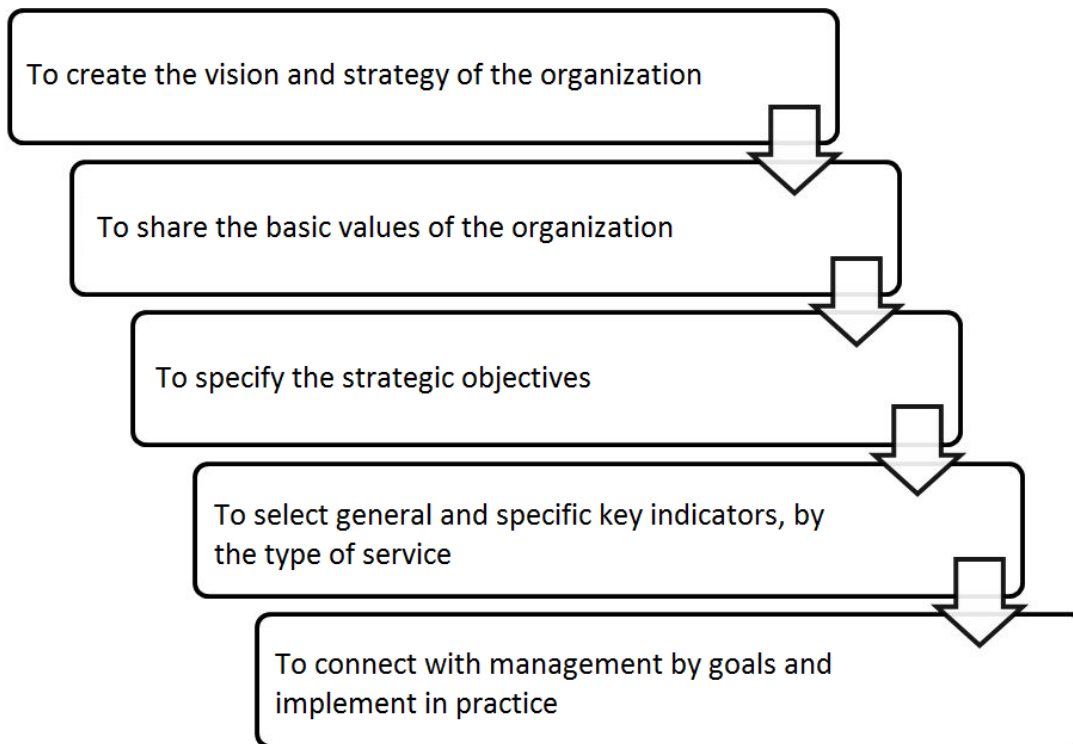 To create the vision and strategy of the organization
To share the basic values of the organization
To specify the strategic objectives
To select general and specific key indicators, by
the type of service
To connect with management by goals and
implement in practice